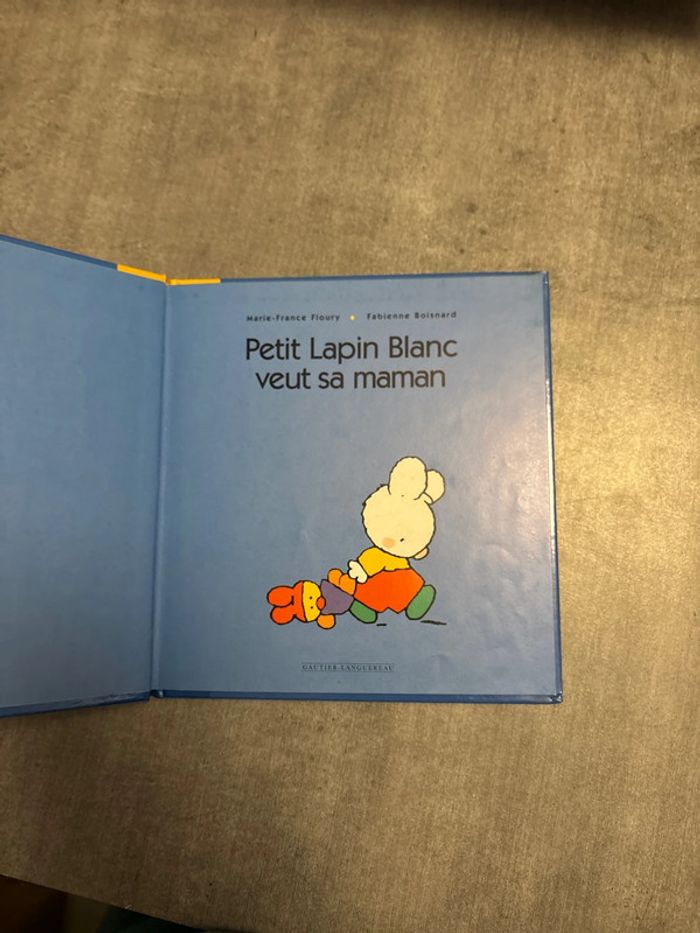 Marie-France Floury ♦ Fabienne Boisnard
Petit Lapin Blanc
veut sa maman
GAUTIER-LANGUEREAU